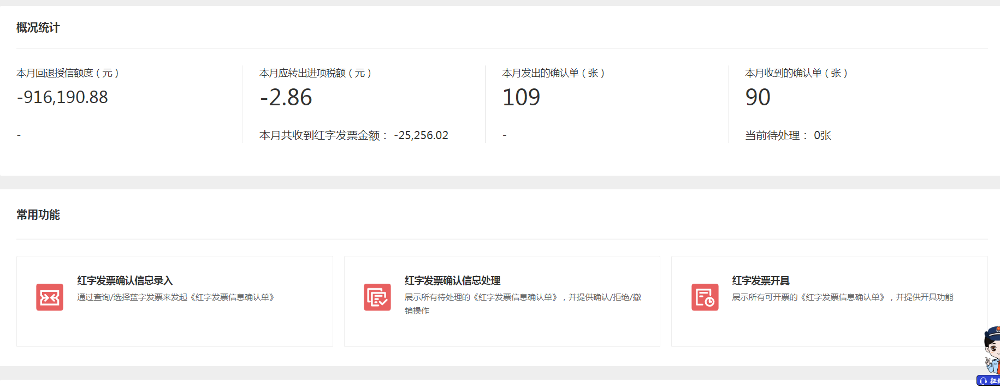 概况统计
本月回退授信额度（元）
-916,190.88
-
本月应转出进项税额（元）
-2.86
本月共收到红字发票金额： -25,256.02
本月发出的确认单（张）
109
-
本月收到的确认单（张）
90
当前待处理： 0张
常用功能
红字发票确认信息录入
通过查询/选择蓝字发票来发起《红字发票信息确认单》
红字发票确认信息处理
展示所有待处理的《红字发票信息确认单》，并提供确认/拒绝/撤
销操作
红字发票开具
展示所有可开票的《红字发票信息确认单》，并提供开具功能
征